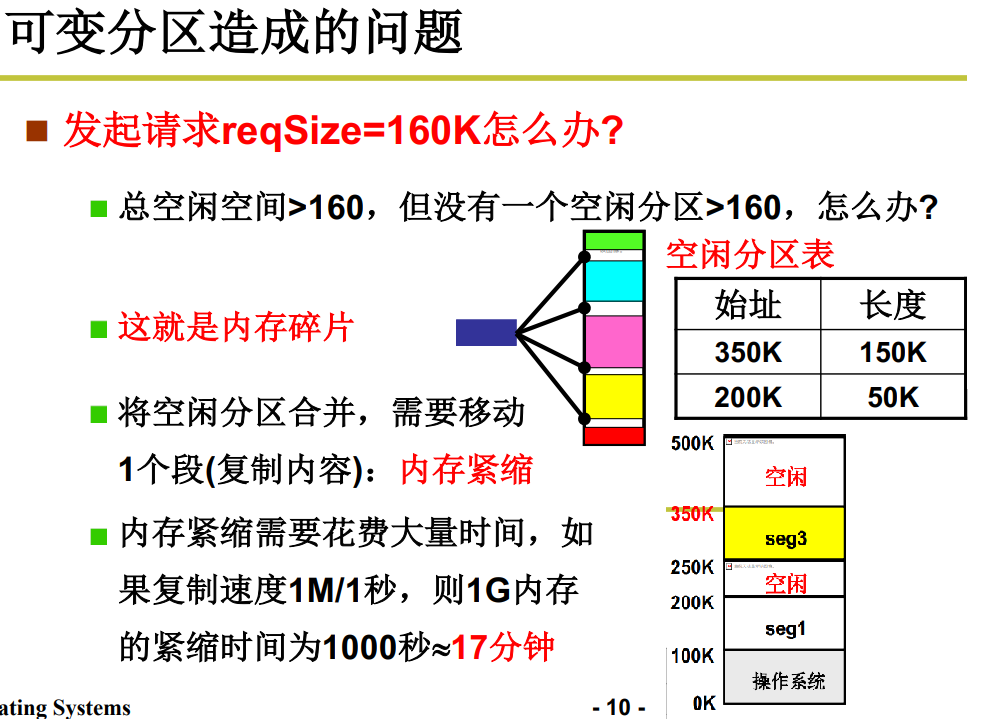 可变分区造成的问题
发起请求reqSize=160K怎么办?
总空闲空间>160，但没有一个空闲分区>160，怎么办?
空闲分区表
始址 长度
350K 150K
200K 50K
这就是内存碎片
将空闲分区合并，需要移动
1个段(复制内容)：内存紧缩
内存紧缩需要花费大量时间，如
果复制速度1M/1秒，则1G内存
的紧缩时间为1000秒≈17分钟
500K
空闲
350K
seg3
250K
空闲
200K
seg1
100K
操作系统
0K
ating Systems
- 10 -